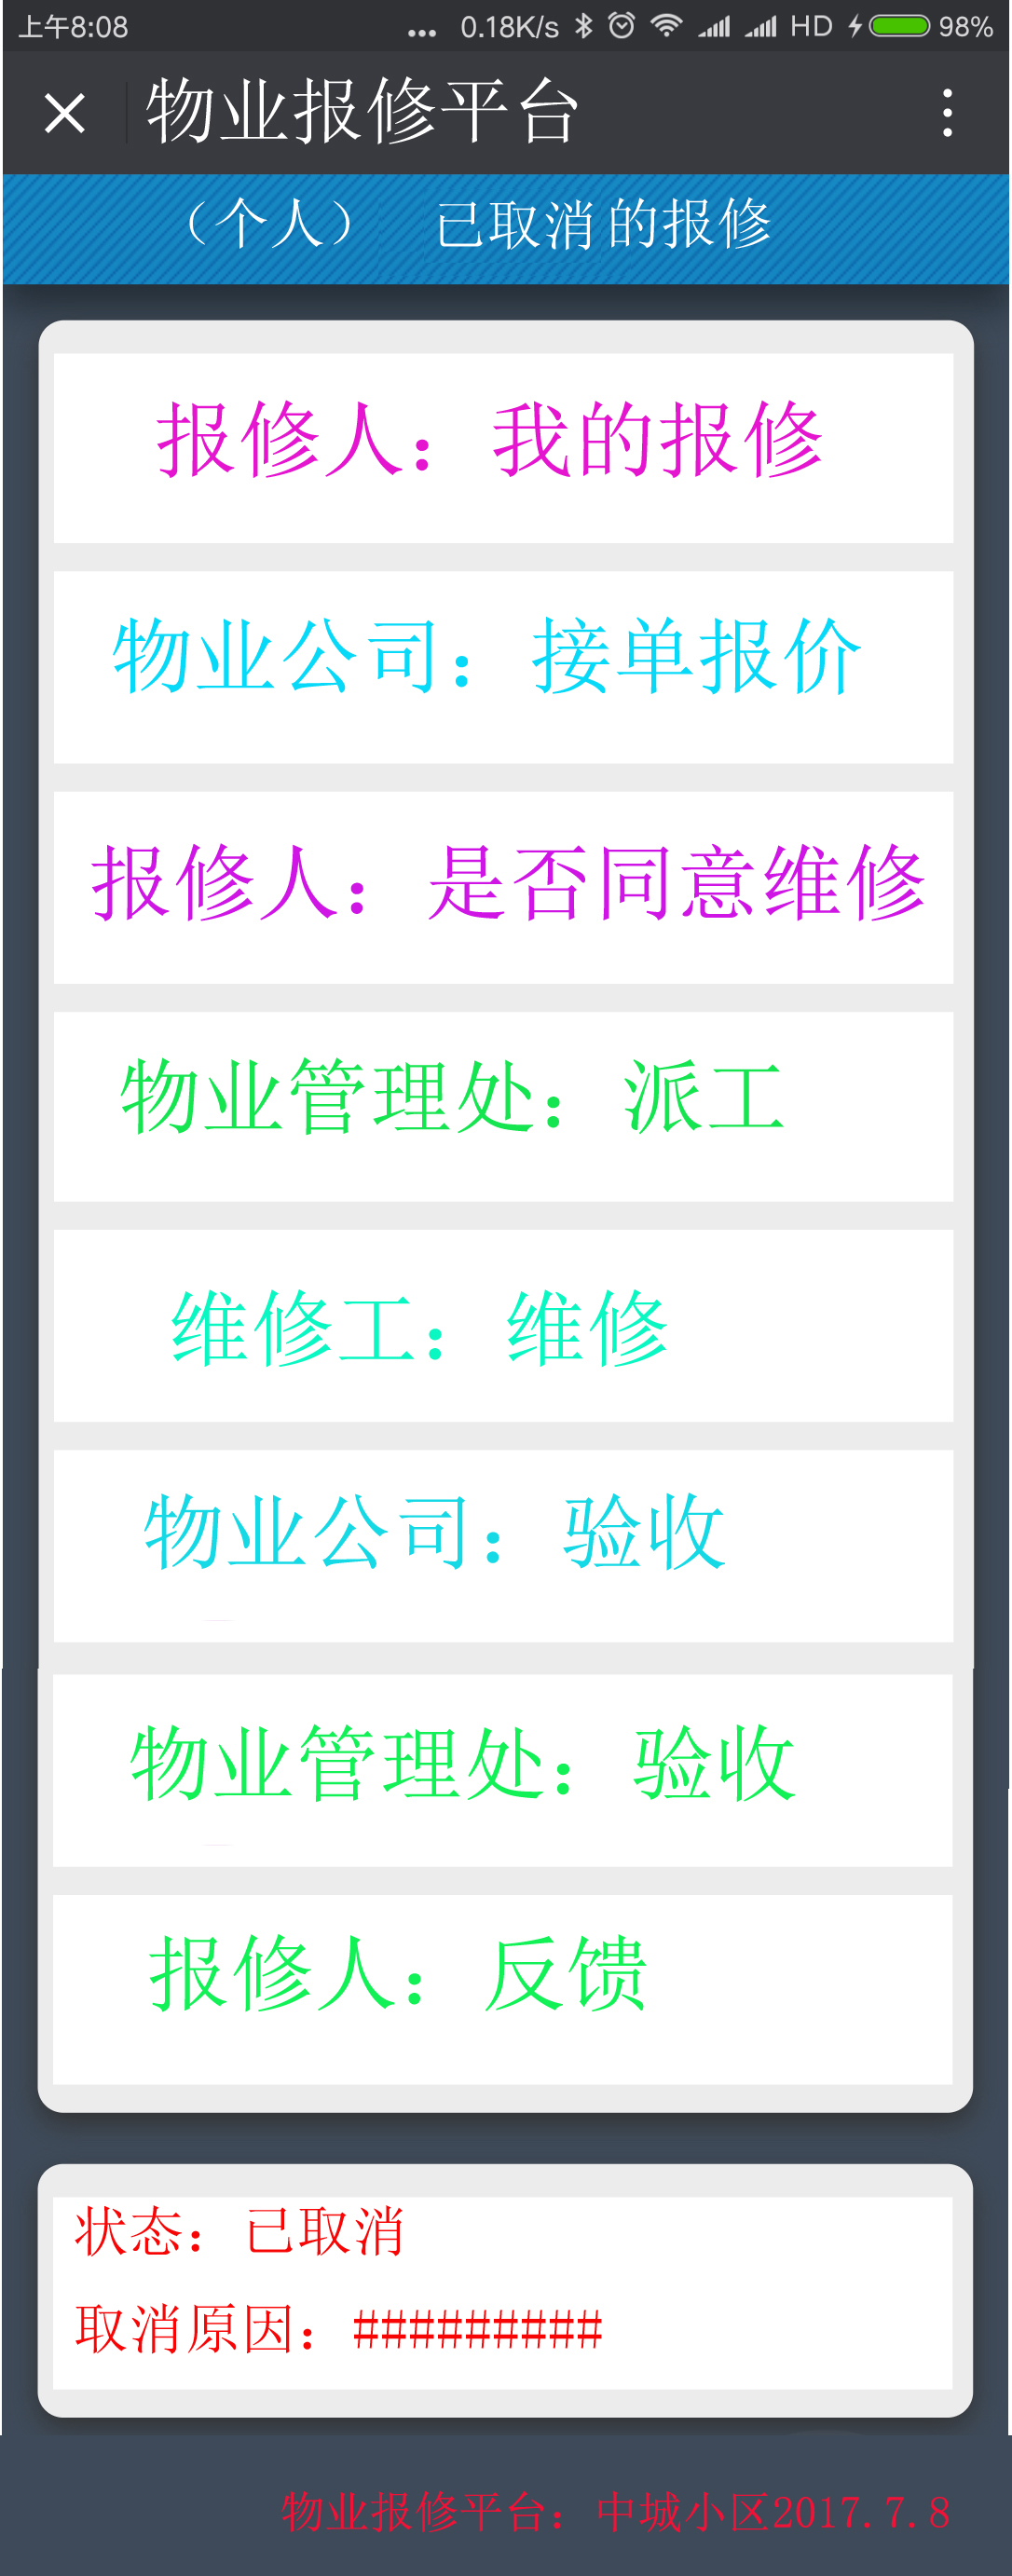 上午8:08 ... 0.18K/s HD 98%
物业报修平台
（个人） 已取消的报修
报修人：我的报修
物业公司：接单报价
报修人：是否同意维修
物业管理处：派工
维修工：维修
物业公司：验收
物业管理处：验收
报修人：反馈
状态：已取消
取消原因：#########
物业报修平台：中城小区2017.7.8